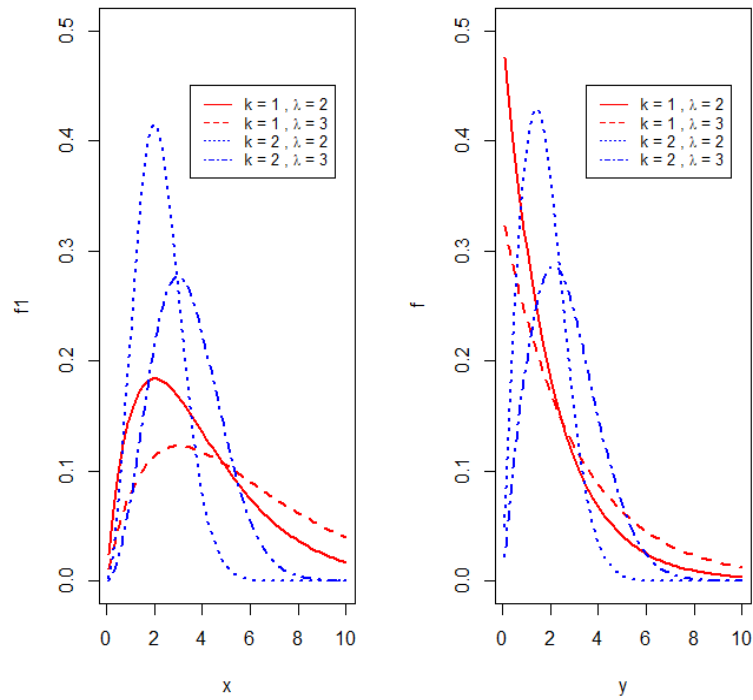 0.5
0.4
0.3
0.2
0.1
0.0
f1
k = 1 , λ = 2
k = 1 , λ = 3
k = 2 , λ = 2
k = 2 , λ = 3
0 2 4 6 8 10
x
0.5
0.4
0.3
0.2
0.1
0.0
f
k = 1 , λ = 2
k = 1 , λ = 3
k = 2 , λ = 2
k = 2 , λ = 3
0 2 4 6 8 10
y